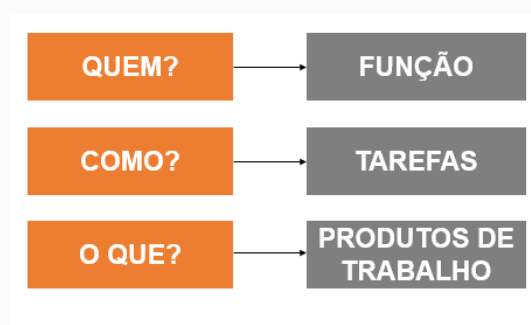 QUEM?
FUNÇÃO
COMO?
TAREFAS
O QUE?
PRODUTOS DE
TRABALHO